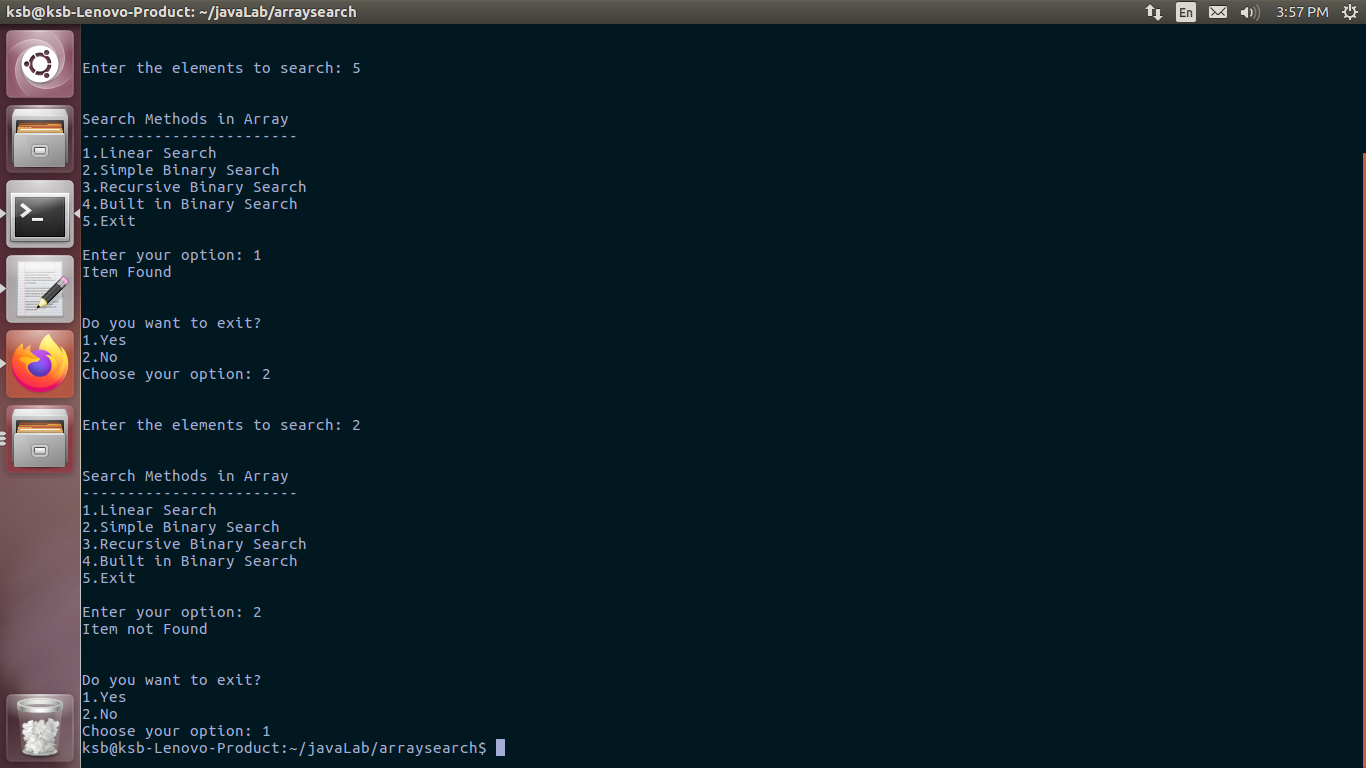 ksb@ksb-Lenovo-Product: ~/javaLab/arraysearch
En
3:57 PM
Enter the elements to search: 5
Search Methods in Array
------------------------
1.Linear Search
2.Simple Binary Search
3.Recursive Binary Search
4.Built in Binary Search
5.Exit
Enter your option: 1
Item Found
Do you want to exit?
1.Yes
2.No
Choose your option: 2
Enter the elements to search: 2
Search Methods in Array
------------------------
1.Linear Search
2.Simple Binary Search
3.Recursive Binary Search
4.Built in Binary Search
5.Exit
Enter your option: 2
Item not Found
Do you want to exit?
1.Yes
2.No
Choose your option: 1
ksb@ksb-Lenovo-Product:~/javaLab/arraysearch$